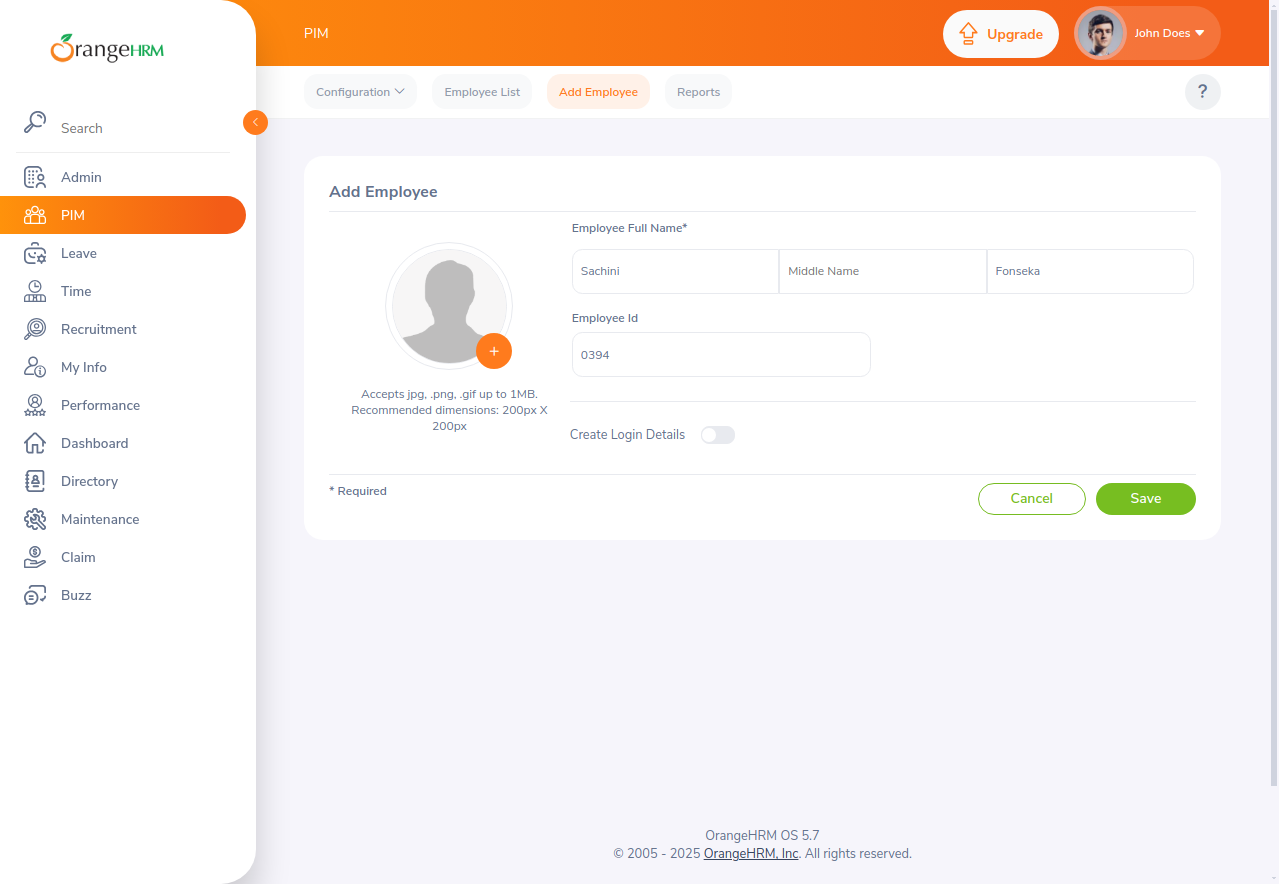 OrangeHRM
Search
Admin
PIM
Leave
Time
Recruitment
My Info
Performance
Dashboard
Directory
Maintenance
Claim
Buzz
PIM
Upgrade
John Does
Configuration
Employee List
Add Employee
Reports
?
Add Employee
Employee Full Name*
Sachini
Middle Name
Fonseka
Employee Id
0394
Accepts jpg, .png, .gif up to 1MB.
Recommended dimensions: 200px X
200px
Create Login Details
* Required
Cancel
Save
OrangeHRM OS 5.7
© 2005 - 2025 OrangeHRM, Inc. All rights reserved.